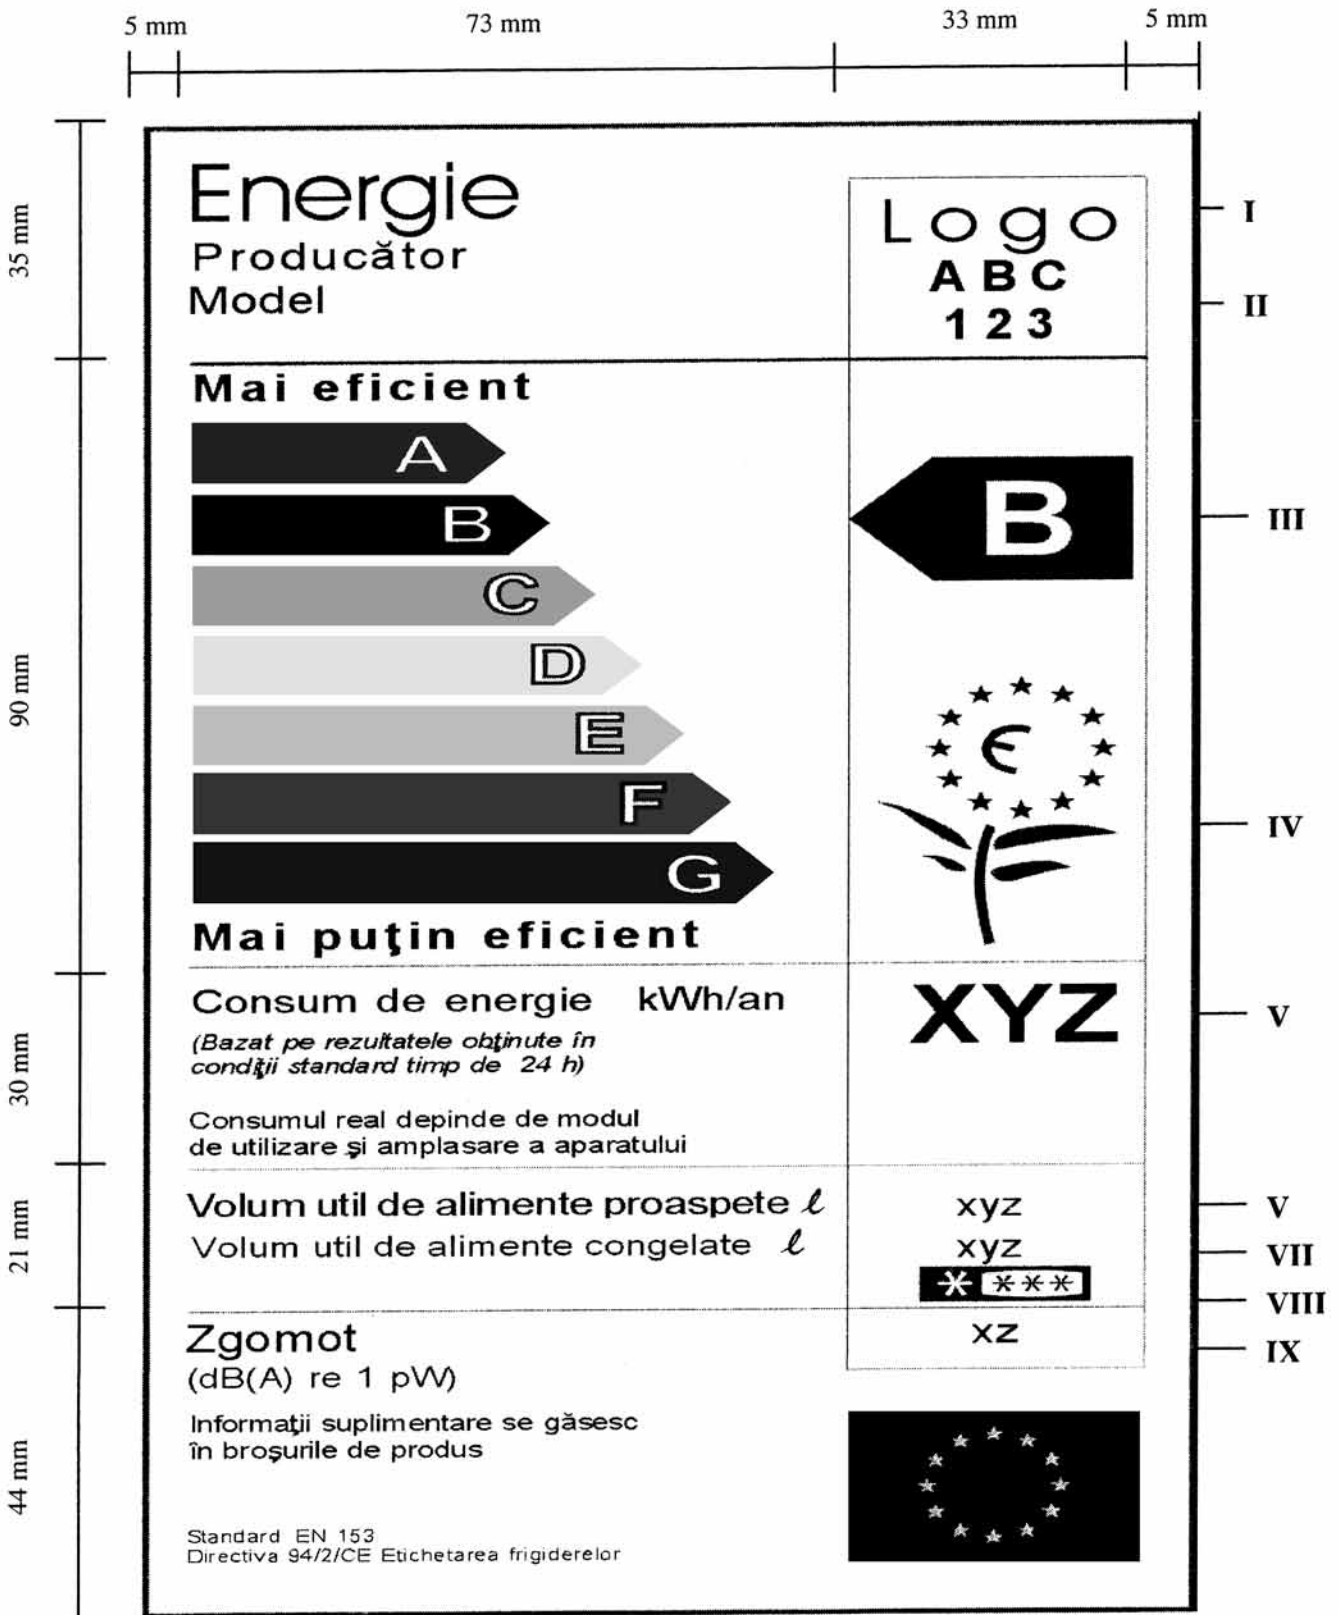 5 mm 73 mm 33 mm 5 mm
35 mm
Energie
Producător
Model
Logo
ABC
123
I
II
Mai eficient
A
B
C
D
E
F
G
Mai puţin eficient
B
III
IV
90 mm
Consum de energie kWh/an
(Bazat pe rezultatele obţinute în
condiţii standard timp de 24 h)
Consumul real depinde de modul
de utilizare şi amplasare a aparatului
XYZ
V
30 mm
Volum util de alimente proaspete ℓ xyz V
Volum util de alimente congelate ℓ xyz VII
* *** VIII
21 mm
Zgomot xz IX
(dB(A) re 1 pW)
Informaţii suplimentare se găsesc
în broşurile de produs
44 mm
Standard EN 153
Directiva 94/2/CE Etichetarea frigiderelor